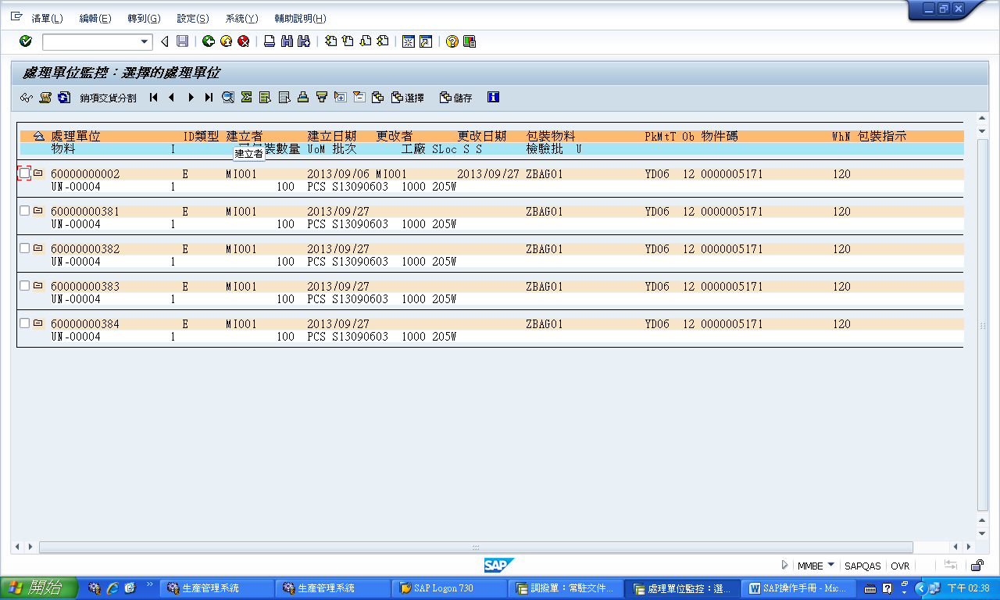 清單(L) 編輯(E) 轉到(G) 設定(S) 系統(Y) 輔助說明(H)
處理單位監控：選擇的處理單位
銷項交貨分割 選擇 儲存
處理單位 ID類型 建立者 建立日期 更改者 更改日期 包裝物料 PkMtT Ob 物件碼 WhN 包裝指示
物料 I 裝數量 UoM 批次 工廠 SLoc S S 檢驗批 U
建立者
60000000002 E MI001 2013/09/06 MI001 2013/09/27 ZBAG01 YD06 12 0000005171 120
UN-00004 1 100 PCS S13090603 1000 205W
60000000381 E MI001 2013/09/27 ZBAG01 YD06 12 0000005171 120
UN-00004 1 100 PCS S13090603 1000 205W
60000000382 E MI001 2013/09/27 ZBAG01 YD06 12 0000005171 120
UN-00004 1 100 PCS S13090603 1000 205W
60000000383 E MI001 2013/09/27 ZBAG01 YD06 12 0000005171 120
UN-00004 1 100 PCS S13090603 1000 205W
60000000384 E MI001 2013/09/27 ZBAG01 YD06 12 0000005171 120
UN-00004 1 100 PCS S13090603 1000 205W
SAP MMBE SAPQAS OVR
開始 生產管理系統 生產管理系統 SAP Logon 730 調撥單：常駐文件... 處理單位監控：選... SAP操作手冊 - Mic... 下午 02:38